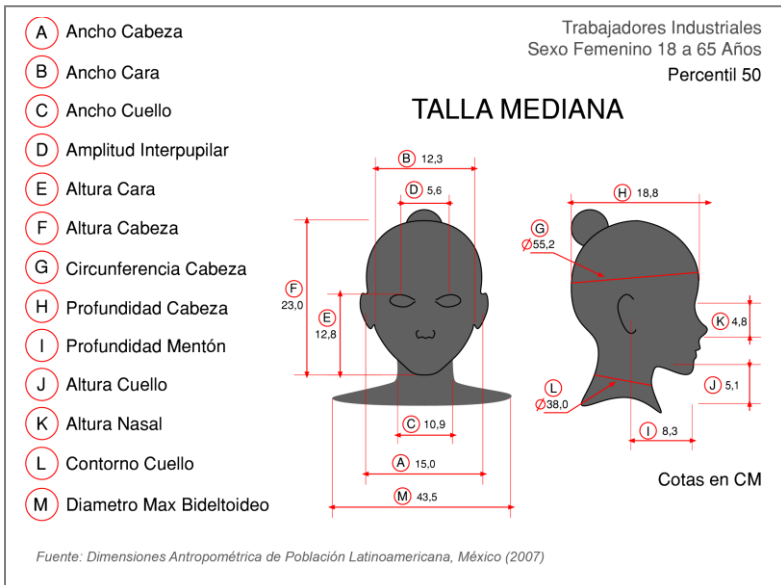 A Ancho Cabeza
B Ancho Cara
C Ancho Cuello
D Amplitud Interpupilar
E Altura Cara
F Altura Cabeza
G Circunferencia Cabeza
H Profundidad Cabeza
I Profundidad Mentón
J Altura Cuello
K Altura Nasal
L Contorno Cuello
M Diametro Max Bideltoideo
Trabajadores Industriales
Sexo Femenino 18 a 65 Años
Percentil 50
TALLA MEDIANA
B 12,3
D 5,6
F
23,0
E
12,8
C 10,9
A 15,0
M 43,5
H 18,8
G
Ø55,2
K 4,8
L
Ø38,0
J 5,1
I 8,3
Cotas en CM
Fuente: Dimensiones Antropométrica de Población Latinoamericana, México (2007)